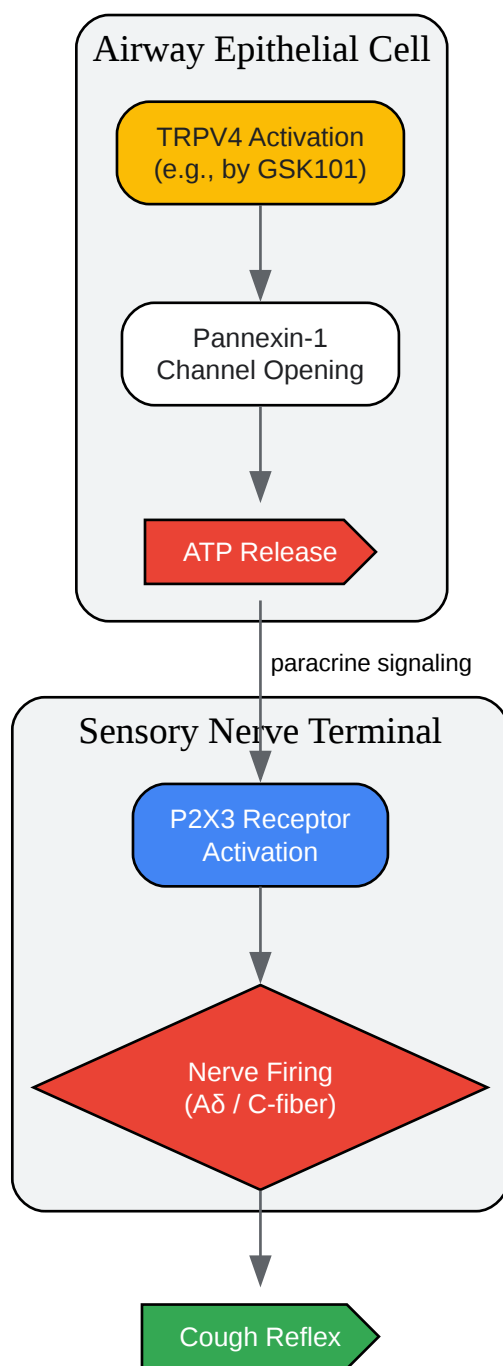 Airway Epithelial Cell
TRPV4 Activation
(e.g., by GSK101)
Pannexin-1
Channel Opening
ATP Release
paracrine signaling
Sensory Nerve Terminal
P2X3 Receptor
Activation
Nerve Firing
(Aδ / C-fiber)
Cough Reflex